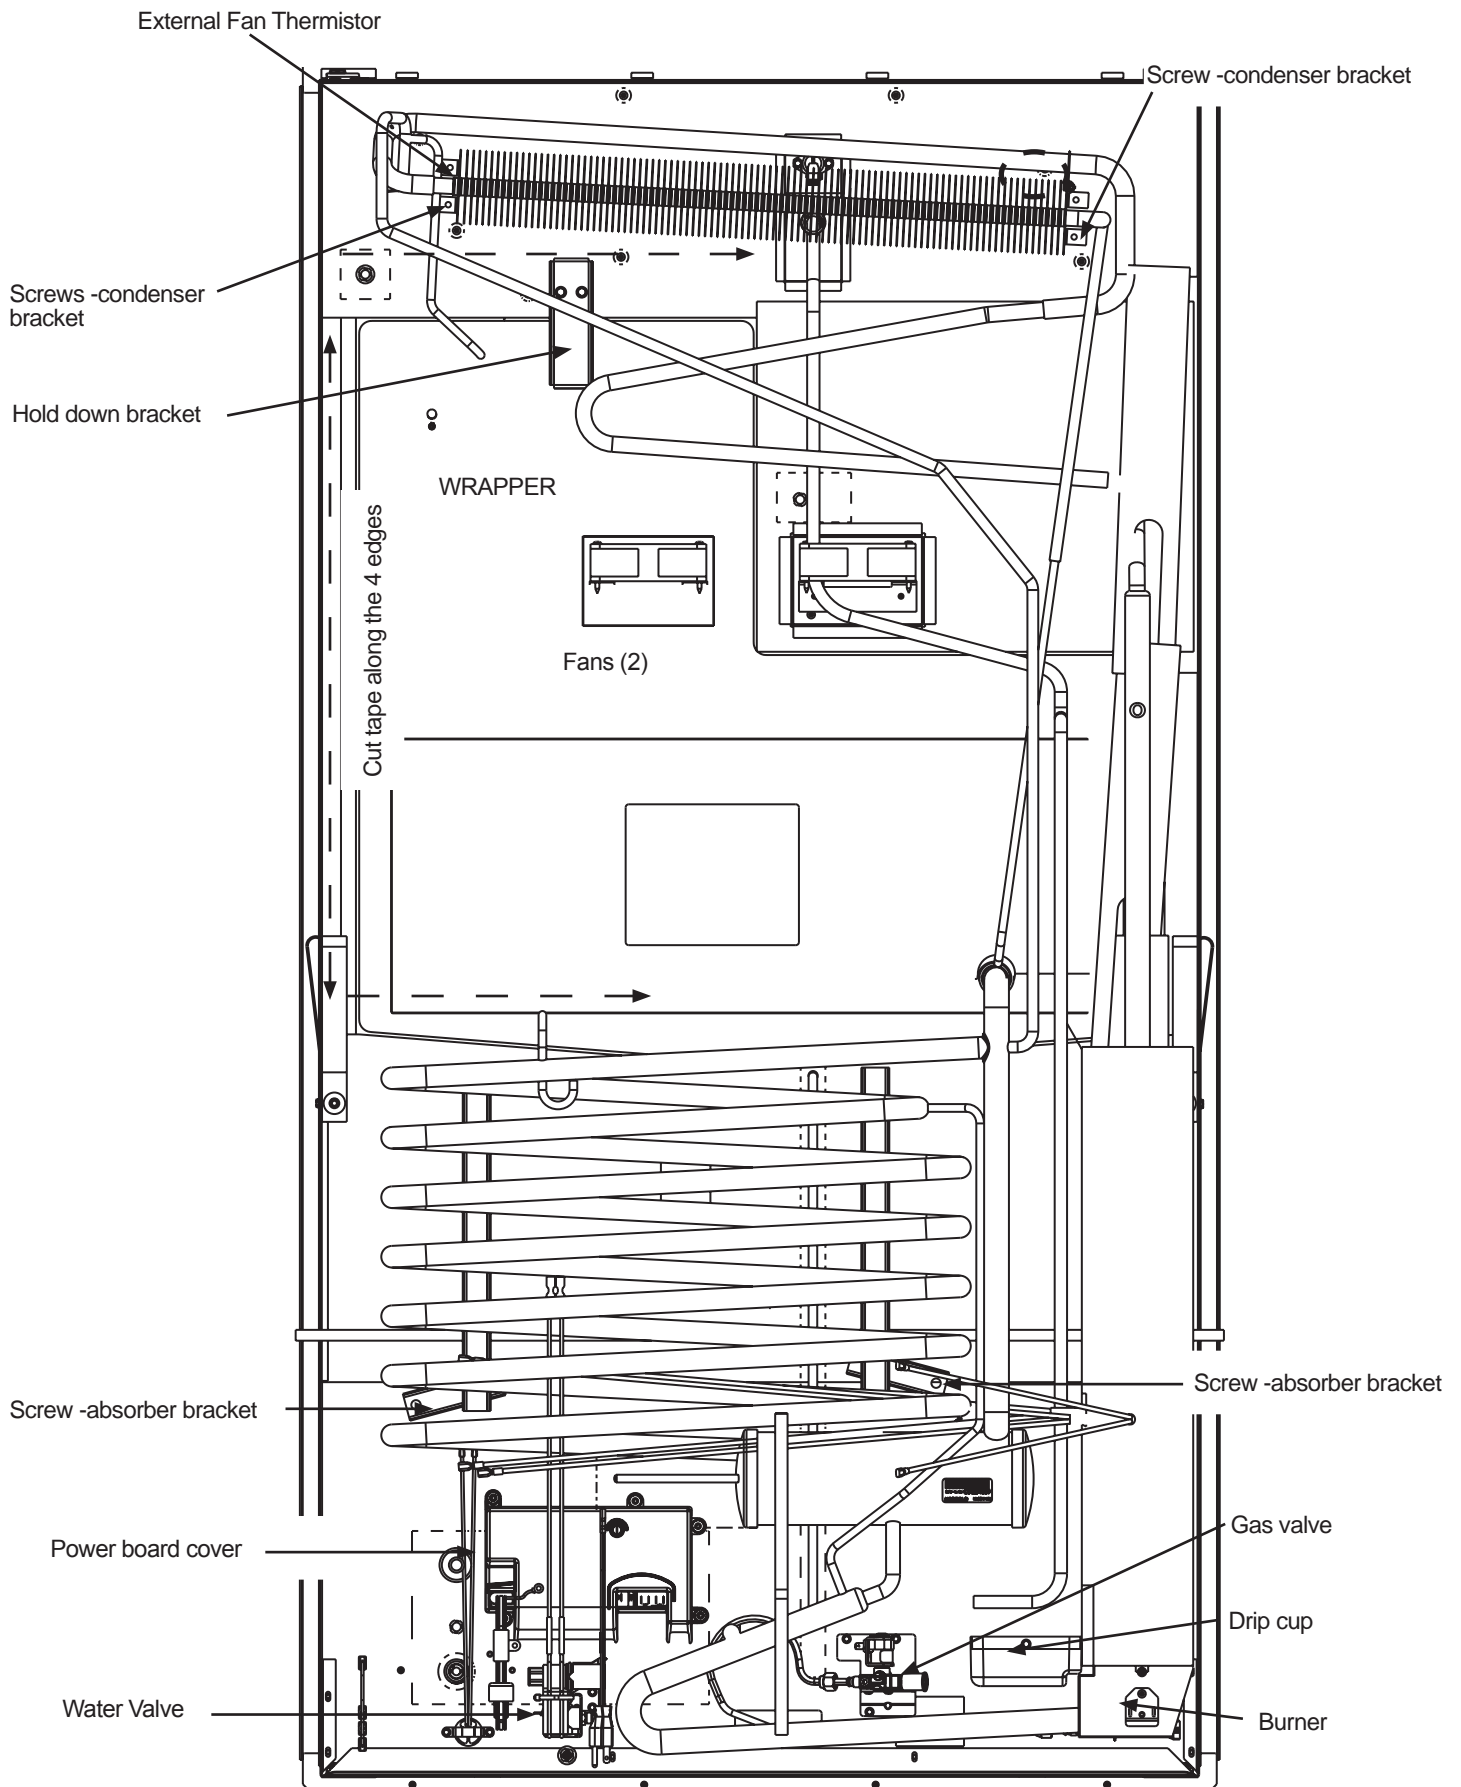 External Fan Thermistor
Screw -condenser bracket
Screws -condenser
bracket
Hold down bracket
WRAPPER
Cut tape along the 4 edges
Fans (2)
Screw -absorber bracket
Screw -absorber bracket
Gas valve
Power board cover
Drip cup
Water Valve
Burner